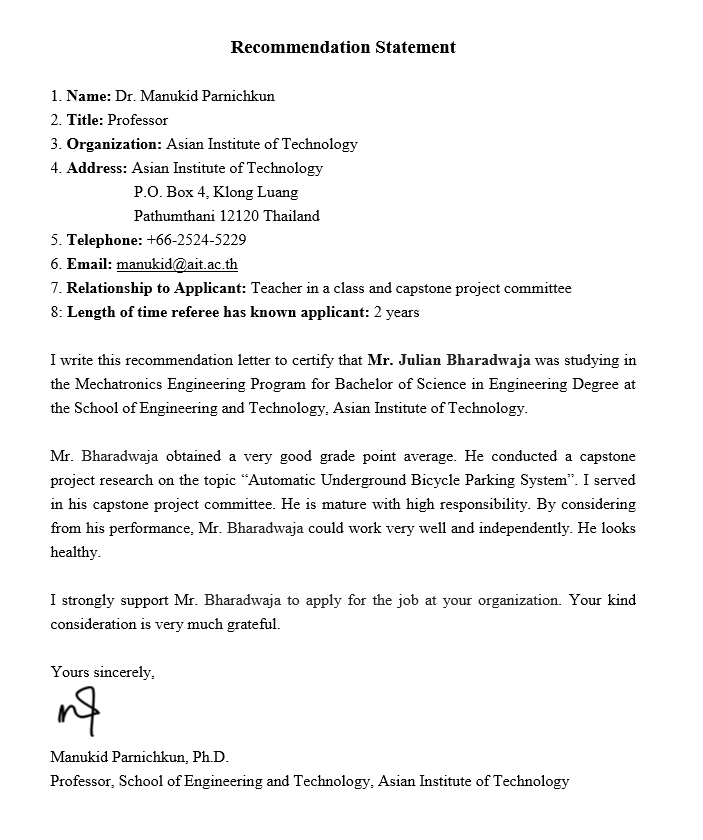 Recommendation Statement
1. Name: Dr. Manukid Parnichkun
2. Title: Professor
3. Organization: Asian Institute of Technology
4. Address: Asian Institute of Technology
P.O. Box 4, Klong Luang
Pathumthani 12120 Thailand
5. Telephone: +66-2524-5229
6. Email: manukid@ait.ac.th
7. Relationship to Applicant: Teacher in a class and capstone project committee
8: Length of time referee has known applicant: 2 years
I write this recommendation letter to certify that Mr. Julian Bharadwaja was studying in
the Mechatronics Engineering Program for Bachelor of Science in Engineering Degree at
the School of Engineering and Technology, Asian Institute of Technology.
Mr. Bharadwaja obtained a very good grade point average. He conducted a capstone
project research on the topic “Automatic Underground Bicycle Parking System”. I served
in his capstone project committee. He is mature with high responsibility. By considering
from his performance, Mr. Bharadwaja could work very well and independently. He looks
healthy.
I strongly support Mr. Bharadwaja to apply for the job at your organization. Your kind
consideration is very much grateful.
Yours sincerely,
Manukid Parnichkun, Ph.D.
Professor, School of Engineering and Technology, Asian Institute of Technology